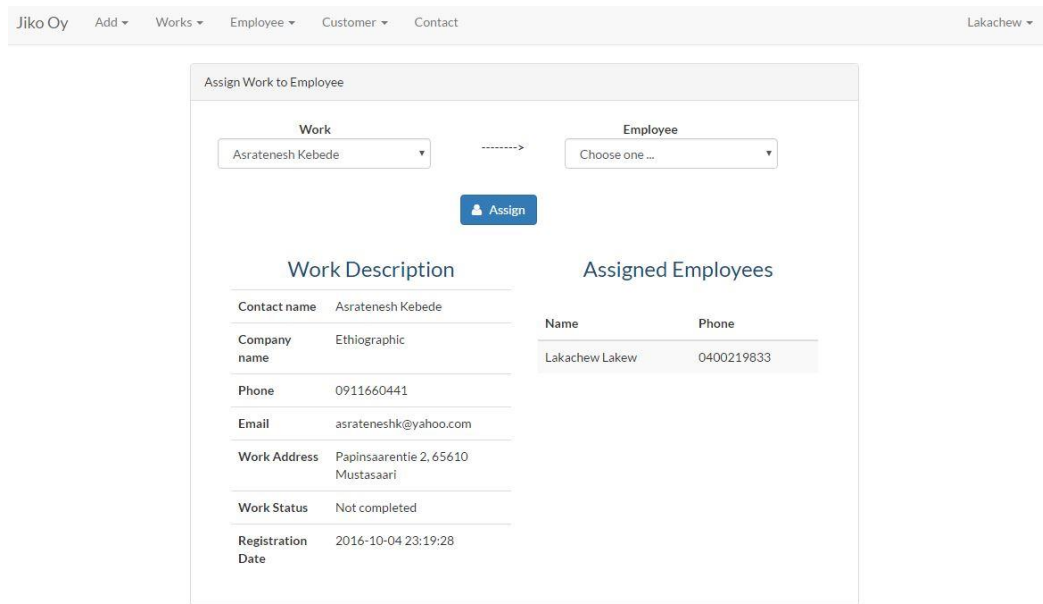 Jiko Oy Add Works Employee Customer Contact Lakachew
Assign Work to Employee
Work Employee
Asratenesh Kebede --------> Choose one ...
Assign
Work Description
Contact name Asratenesh Kebede
Company Ethiographic
name
Phone 0911660441
Email asrateneshk@yahoo.com
Work Address Papinsaarentie 2, 65610
Mustasaari
Work Status Not completed
Registration 2016-10-04 23:19:28
Date
Assigned Employees
Name Phone
Lakachew Lakew 0400219833